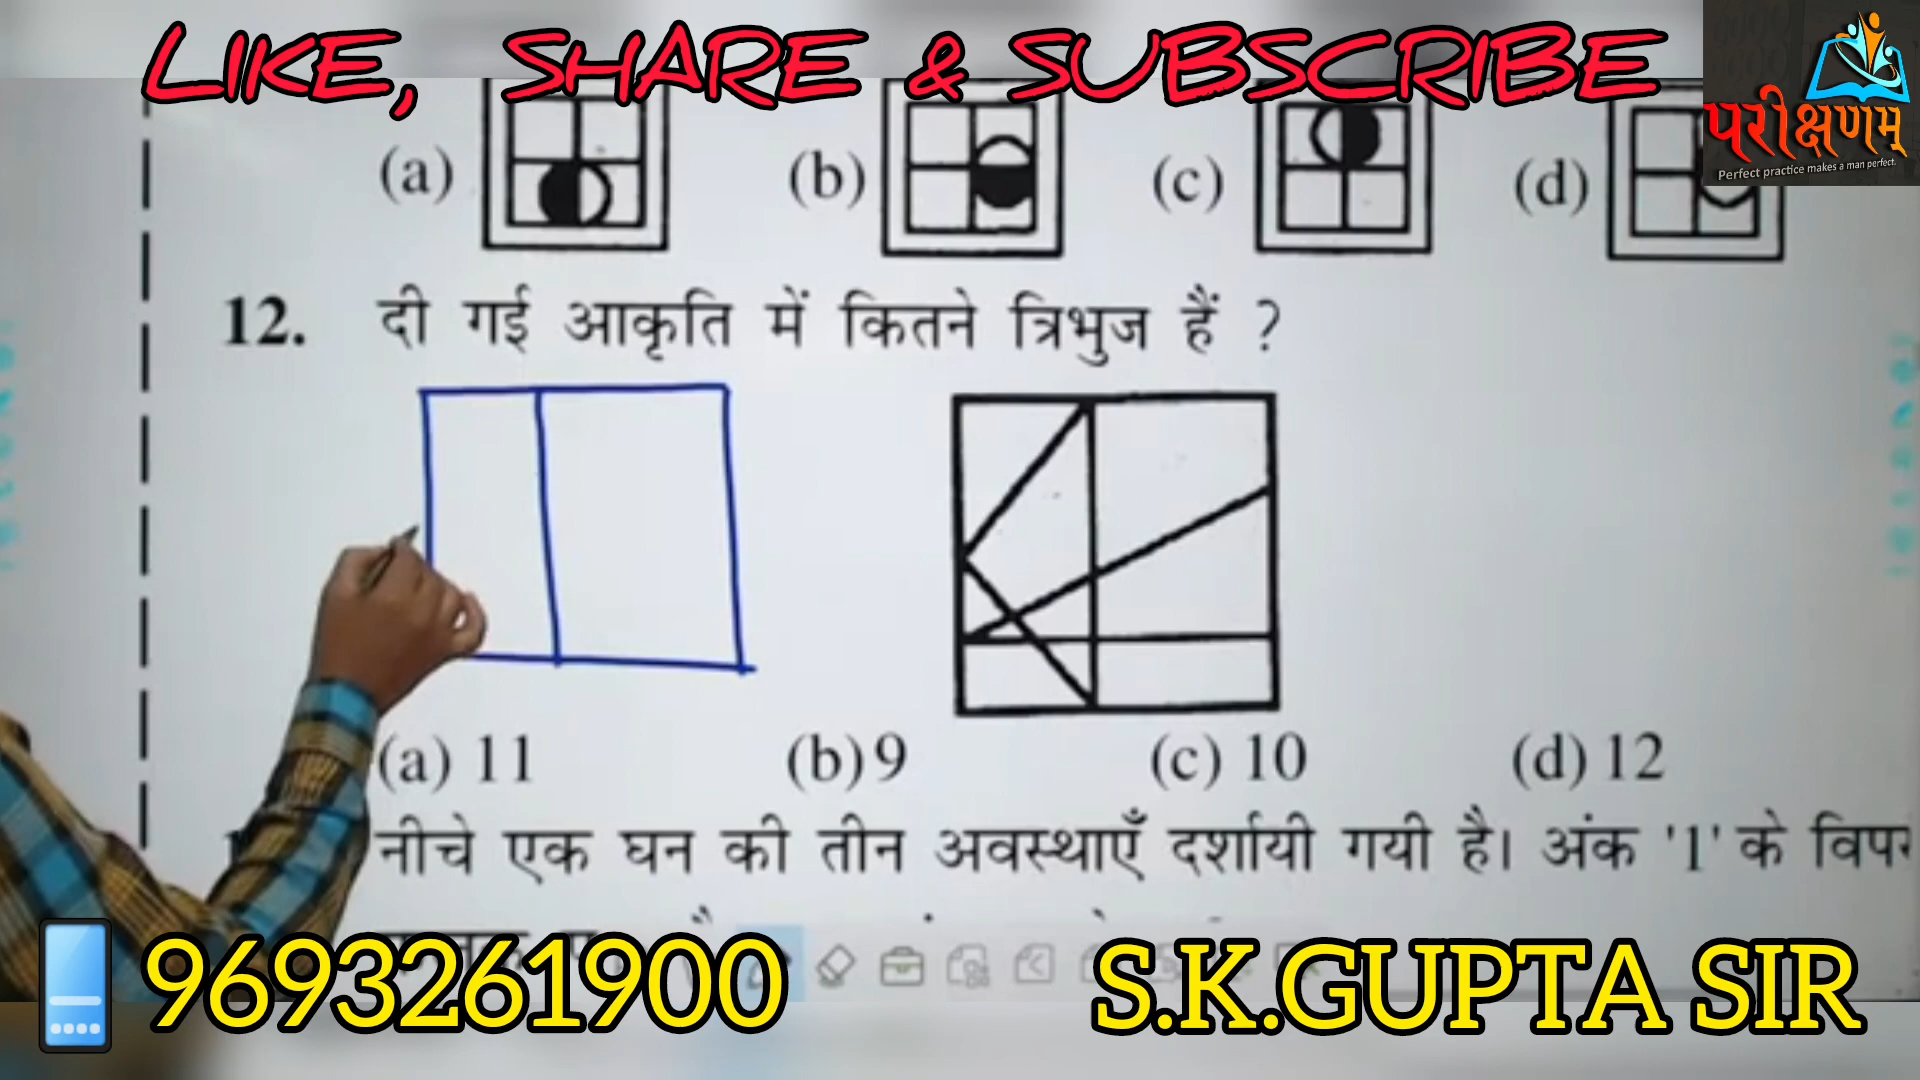 LIKE, SHARE & SUBSCRIBE
परीक्षणम्
Perfect practice makes a man perfect.
(a) (b) (c) (d)
12. दी गई आकृति में कितने त्रिभुज हैं ?
(a) 11 (b) 9 (c) 10 (d) 12
नीचे एक घन की तीन अवस्थाएँ दर्शायी गयी है। अंक '1' के
9693261900 S.K.GUPTA SIR